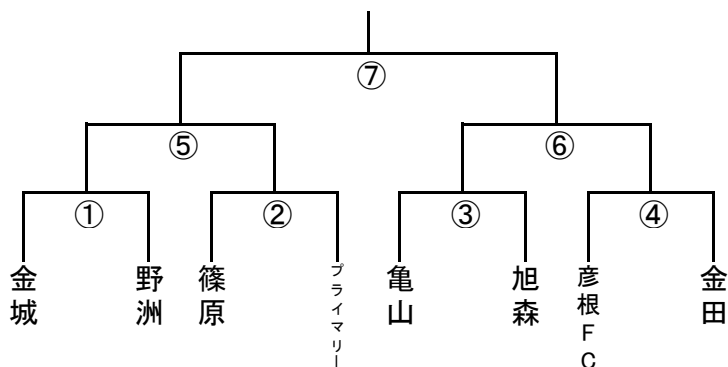 ⑦
⑤
⑥
①
②
③
④
金城
野洲
篠原
プライマリー
亀山
旭森
彦根FC
金田